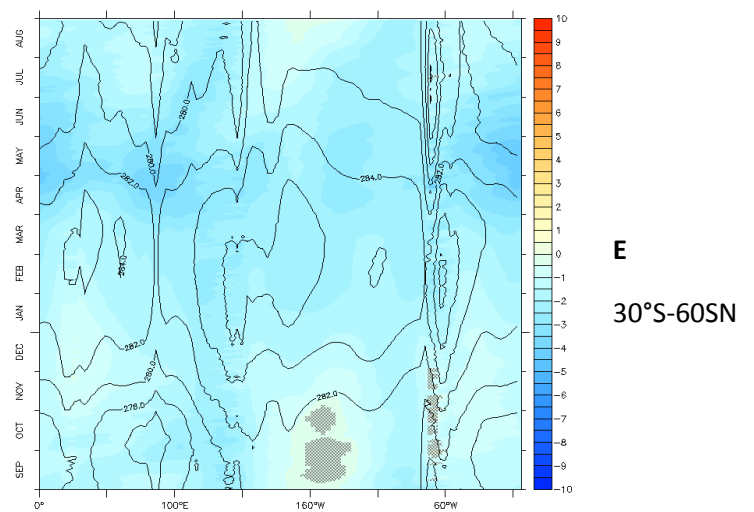 AUG
JUL
JUN
MAY
APR
MAR
FEB
JAN
DEC
NOV
OCT
SEP
0°
100°E
160°W
60°W
280.0
280.0
282.0
284.0
282.0
284.0
282.0
280.0
278.0
282.0
10
9
8
7
6
5
4
3
2
1
0
−1
−2
−3
−4
−5
−6
−7
−8
−9
−10
E
30°S-60SN